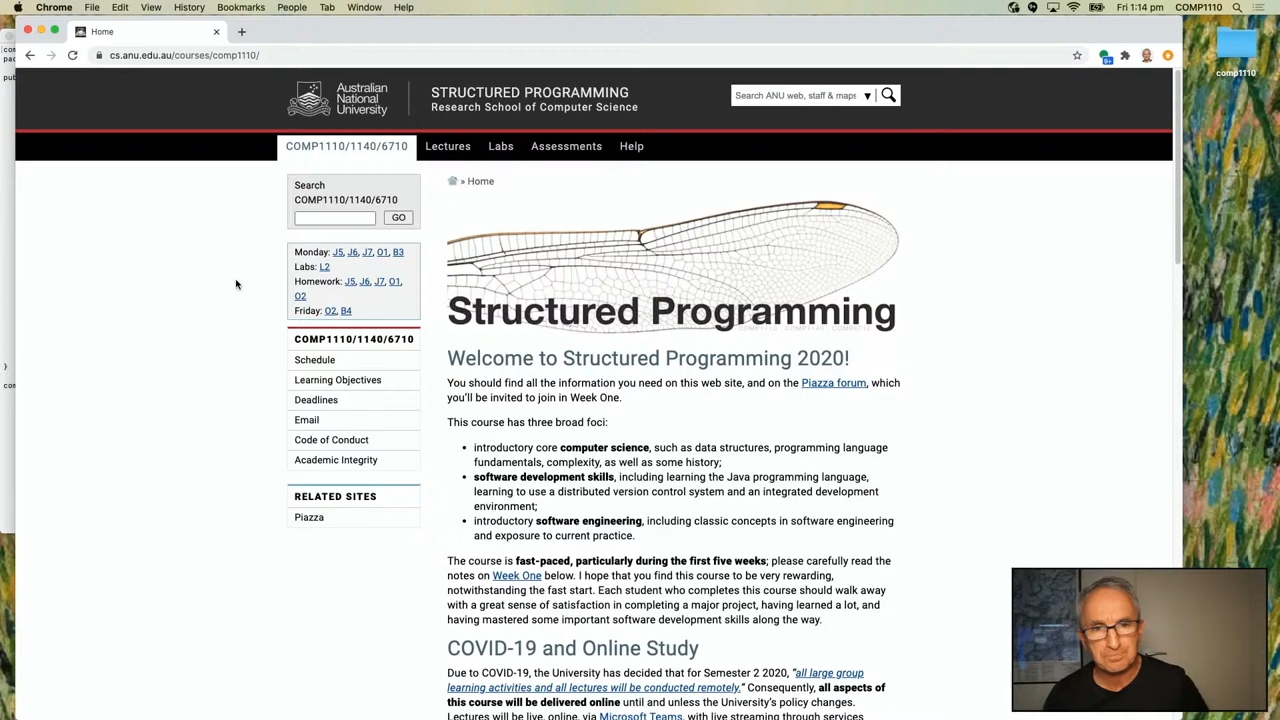 Chrome File Edit View History Bookmarks People Tab Window Help Fri 1:14 pm COMP1110
Home
cs.anu.edu.au/courses/comp1110/
9+
comp1110
Australian National University
STRUCTURED PROGRAMMING
Research School of Computer Science
Search ANU web, staff & maps
COMP1110/1140/6710 Lectures Labs Assessments Help
Search
COMP1110/1140/6710
GO
Monday: J5, J6, J7, O1, B3
Labs: L2
Homework: J5, J6, J7, O1,
O2
Friday: O2, B4
COMP1110/1140/6710
Schedule
Learning Objectives
Deadlines
Email
Code of Conduct
Academic Integrity
RELATED SITES
Piazza
» Home
Structured Programming
Welcome to Structured Programming 2020!
You should find all the information you need on this web site, and on the Piazza forum, which
you'll be invited to join in Week One.
This course has three broad foci:
• introductory core computer science, such as data structures, programming language
fundamentals, complexity, as well as some history;
• software development skills, including learning the Java programming language,
learning to use a distributed version control system and an integrated development
environment;
• introductory software engineering, including classic concepts in software engineering
and exposure to current practice.
The course is fast-paced, particularly during the first five weeks; please carefully read the
notes on Week One below. I hope that you find this course to be very rewarding,
notwithstanding the fast start. Each student who completes this course should walk away
with a great sense of satisfaction in completing a major project, having learned a lot, and
having mastered some important software development skills along the way.
COVID-19 and Online Study
Due to COVID-19, the University has decided that for Semester 2 2020, "all large group
learning activities and all lectures will be conducted remotely." Consequently, all aspects of
this course will be delivered online until and unless the University's policy changes.
Lectures will be live, online, via Microsoft Teams, with live streaming through services